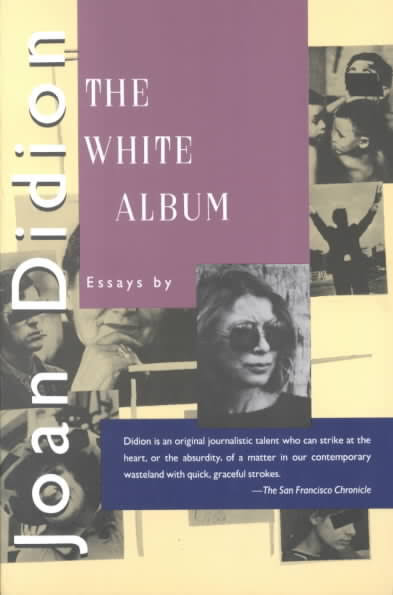 Joan Didion
THE
WHITE
ALBUM
Essays by
Didion is an original journalistic talent who can strike at the
heart, or the absurdity, of a matter in our contemporary
wasteland with quick, graceful strokes.
—The San Francisco Chronicle